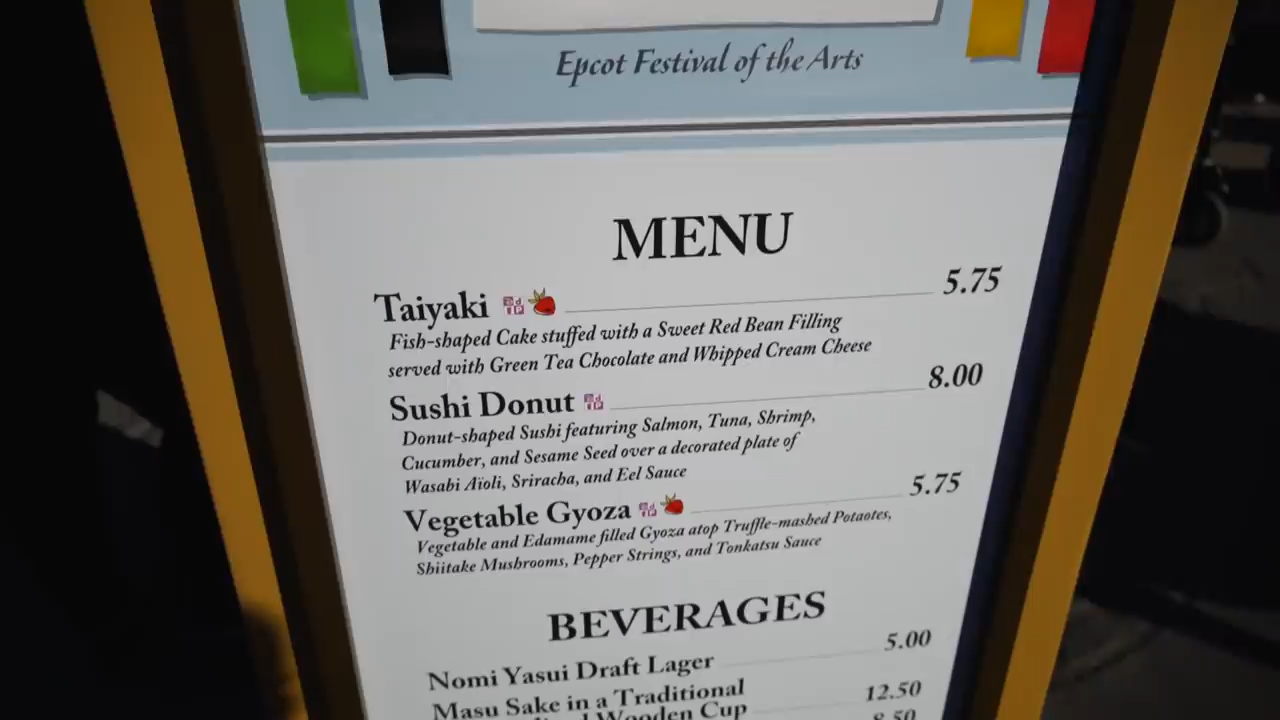 Epcot Festival of the Arts
MENU
Taiyaki 5.75
Fish-shaped Cake stuffed with a Sweet Red Bean Filling
served with Green Tea Chocolate and Whipped Cream Cheese
Sushi Donut 8.00
Donut-shaped Sushi featuring Salmon, Tuna, Shrimp,
Cucumber, and Sesame Seed over a decorated plate of
Wasabi Aïoli, Sriracha, and Eel Sauce
Vegetable Gyoza 5.75
Vegetable and Edamame filled Gyoza atop Truffle-mashed Potaotes,
Shiitake Mushrooms, Pepper Strings, and Tonkatsu Sauce
BEVERAGES
Nomi Yasui Draft Lager 5.00
Masu Sake in a Traditional 12.50
Wooden Cup 8.50